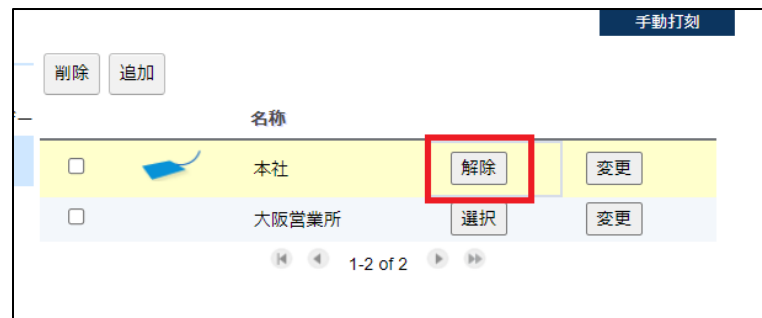 手動打刻
削除 追加
名称
本社 解除 変更
大阪営業所 選択 変更
1-2 of 2